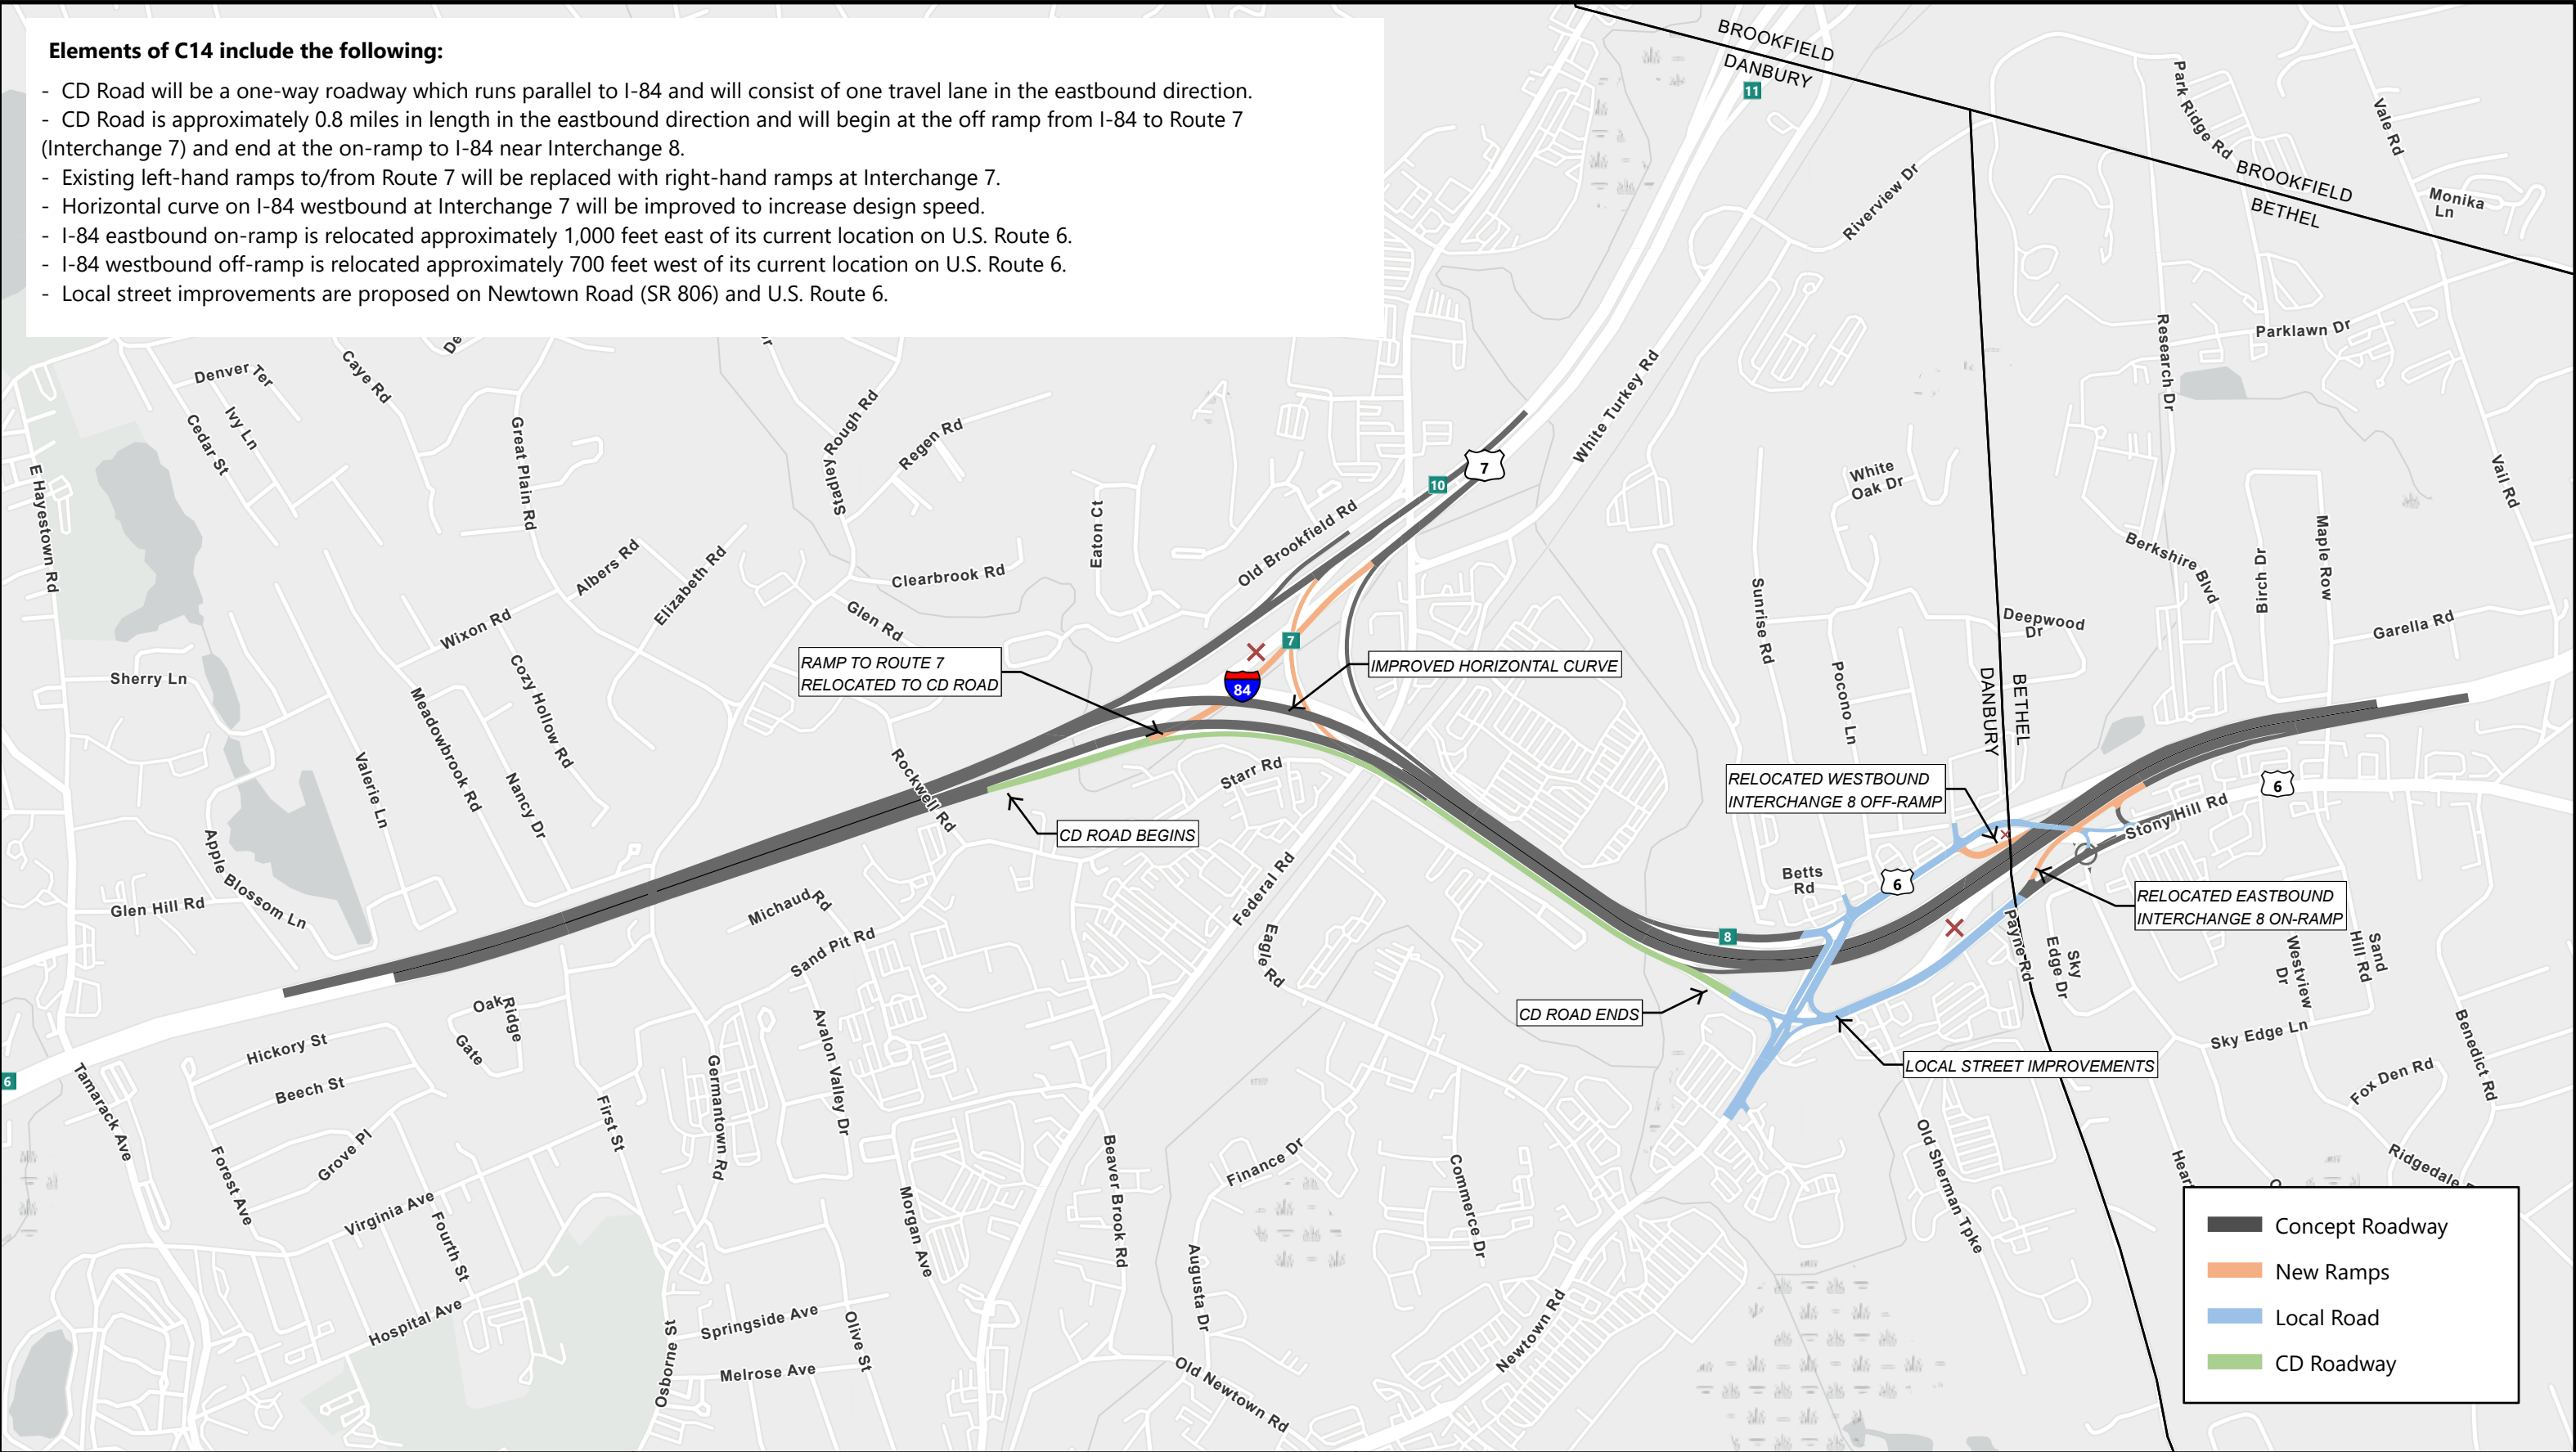 Elements of C14 include the following:
- CD Road will be a one-way roadway which runs parallel to I-84 and will consist of one travel lane in the eastbound direction.
- CD Road is approximately 0.8 miles in length in the eastbound direction and will begin at the off ramp from I-84 to Route 7
(Interchange 7) and end at the on-ramp to I-84 near Interchange 8.
- Existing left-hand ramps to/from Route 7 will be replaced with right-hand ramps at Interchange 7.
- Horizontal curve on I-84 westbound at Interchange 7 will be improved to increase design speed.
- I-84 eastbound on-ramp is relocated approximately 1,000 feet east of its current location on U.S. Route 6.
- I-84 westbound off-ramp is relocated approximately 700 feet west of its current location on U.S. Route 6.
- Local street improvements are proposed on Newtown Road (SR 806) and U.S. Route 6.
BROOKFIELD
DANBURY
11
Park Ridge Rd
Vale Rd
BROOKFIELD
BETHEL
Monika
Ln
Riverview Dr
Research Dr
Parklawn Dr
Denver Ter
Caye Rd
Ivy Ln
Cedar St
Great Plain Rd
Stapley Rough Rd
Regen Rd
White Turkey Rd
E Hayestown Rd
7
10
White
Oak Dr
Vail Rd
Eaton Ct
Old Brookfield Rd
Albers Rd
Elizabeth Rd
Clearbrook Rd
Glen Rd
Wixon Rd
Sunrise Rd
Berkshire Blvd
Birch Dr
Maple Row
Deepwood
Dr
Garella Rd
7
RAMP TO ROUTE 7
RELOCATED TO CD ROAD
IMPROVED HORIZONTAL CURVE
84
Sherry Ln
Cozy Hollow Rd
Meadowbrook Rd
Valerie Ln
Nancy Dr
Rockwell Rd
Starr Rd
Pocono Ln
DANBURY
BETHEL
RELOCATED WESTBOUND
INTERCHANGE 8 OFF-RAMP
6
Stony Hill Rd
CD ROAD BEGINS
Apple Blossom Ln
Glen Hill Rd
Michaud Rd
Sand Pit Rd
Federal Rd
Eagle Rd
Betts
Rd
6
RELOCATED EASTBOUND
INTERCHANGE 8 ON-RAMP
8
Payne Rd
Sky
Edge Dr
Westview
Dr
Sand
Hill Rd
CD ROAD ENDS
LOCAL STREET IMPROVEMENTS
Sky Edge Ln
Benedict Rd
Fox Den Rd
Oak Ridge
Gate
Hickory St
Beech St
6
Tamarack Ave
Forest Ave
Grove Pl
First St
Germantown Rd
Avalon Valley Dr
Virginia Ave
Fourth St
Hospital Ave
Morgan Ave
Beaver Brook Rd
Finance Dr
Augusta Dr
Commerce Dr
Old Sherman Tpke
Ridgedale
Osborne St
Springside Ave
Melrose Ave
Olive St
Old Newtown Rd
Newtown Rd
Concept Roadway
New Ramps
Local Road
CD Roadway